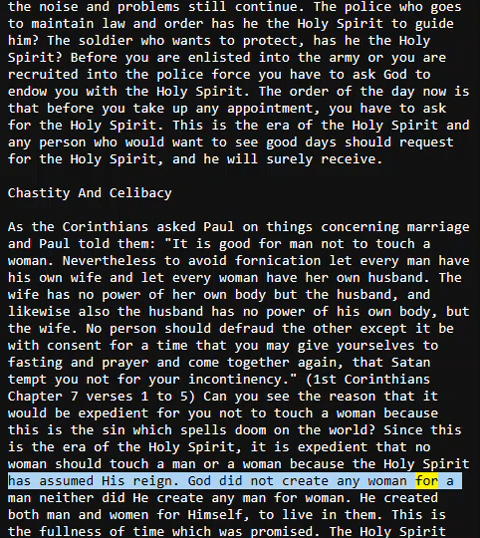 the noise and problems still continue. The police who goes
to maintain law and order has he the Holy Spirit to guide
him? The soldier who wants to protect, has he the Holy
Spirit? Before you are enlisted into the army or you are
recruited into the police force you have to ask God to
endow you with the Holy Spirit. The order of the day now is
that before you take up any appointment, you have to ask
for the Holy Spirit. This is the era of the Holy Spirit and
any person who would want to see good days should request
for the Holy Spirit, and he will surely receive.
Chastity And Celibacy
As the Corinthians asked Paul on things concerning marriage
and Paul told them: "It is good for man not to touch a
woman. Nevertheless to avoid fornication let every man have
his own wife and let every woman have her own husband. The
wife has no power of her own body but the husband, and
likewise also the husband has no power of his own body, but
the wife. No person should defraud the other except it be
with consent for a time that you may give yourselves to
fasting and prayer and come together again, that Satan
tempt you not for your incontinency." (1st Corinthians
Chapter 7 verses 1 to 5) Can you see the reason that it
would be expedient for you not to touch a woman because
this is the sin which spells doom on the world? Since this
is the era of the Holy Spirit, it is expedient that no
woman should touch a man or a woman because the Holy Spirit
has assumed His reign. God did not create any woman for a
man neither did He create any man for woman. He created
both man and women for Himself, to live in them. This is
the fullness of time which was promised. The Holy Spirit